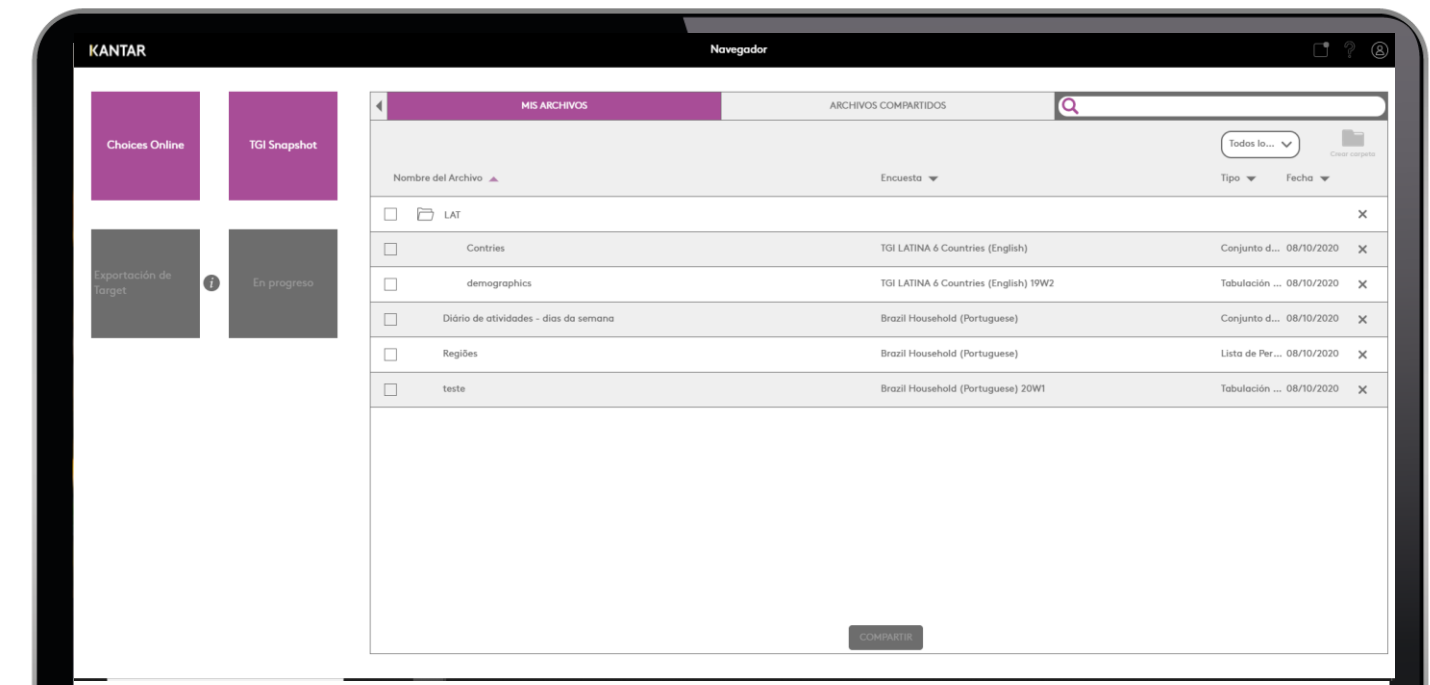 KANTAR
Navegador
Choices Online
TGI Snapshot
Exportación de
Target
i
En progreso
MIS ARCHIVOS
ARCHIVOS COMPARTIDOS
Todos lo...
Crear carpeta
Nombre del Archivo
Encuesta
Tipo
Fecha
LAT
Contries TGI LATINA 6 Countries (English) Conjunto d... 08/10/2020
demographics TGI LATINA 6 Countries (English) 19W2 Tabulación ... 08/10/2020
Diário de atividades - dias da semana Brazil Household (Portuguese) Conjunto d... 08/10/2020
Regiões Brazil Household (Portuguese) Lista de Per... 08/10/2020
teste Brazil Household (Portuguese) 20W1 Tabulación ... 08/10/2020
COMPARTIR